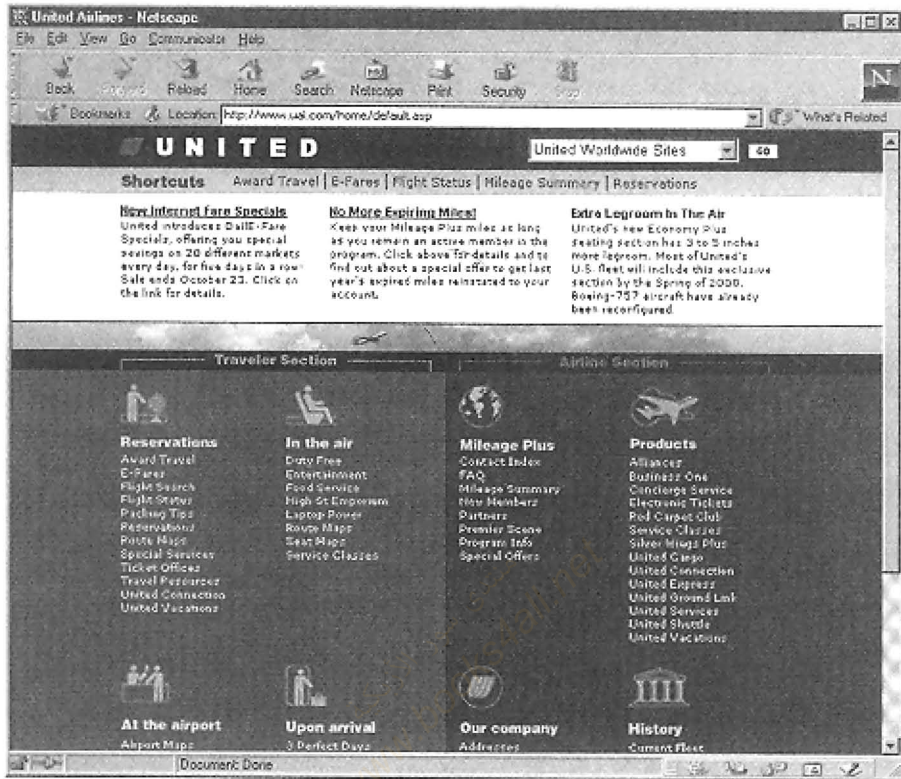 United Airlines - Netscape
File Edit View Go Communicator Help
Back Reload Home Search Netscape Print Security Stop
N
Bookmarks Location: http://www.ual.com/home/default.asp What's Related
UNITED
United Worldwide Sites
GO
Shortcuts Award Travel | E-Fares | Flight Status | Mileage Summary | Reservations
New Internet Fare Specials
United introduces DailE-Fare
Specials, offering you special
savings on 20 different markets
every day, for five days in a row.
Sale ends October 23. Click on
the link for details.
No More Expiring Miles!
Keep your Mileage Plus miles as long
as you remain an active member in the
program. Click above for details and to
find out about a special offer to get last
year's expired miles reinstated to your
account.
Extra Legroom In The Air
United's new Economy Plus
seating section has 3 to 5 inches
more legroom. Most of United's
U.S. fleet will include this exclusive
section by the Spring of 2000.
Boeing-757 aircraft have already
been reconfigured.
Traveler Section
Airline Section
Reservations
Award Travel
E-Fares
Flight Search
Flight Status
Packing Tips
Reservations
Route Maps
Special Services
Ticket Offices
Travel Resources
United Connection
United Vacations
In the air
Duty Free
Entertainment
Food Service
High St Emporium
Laptop Power
Route Maps
Seat Maps
Service Classes
Mileage Plus
Contact Index
FAQ
Mileage Summary
New Members
Partners
Premier Scene
Program Info
Special Offers
Products
Alliances
Business One
Concierge Service
Electronic Tickets
Red Carpet Club
Service Classes
Silver Wings Plus
United Cargo
United Connection
United Express
United Ground Link
United Services
United Shuttle
United Vacations
At the airport
Airport Maps
Upon arrival
3 Perfect Days
Our company
Addresses
History
Current Fleet
Document: Done